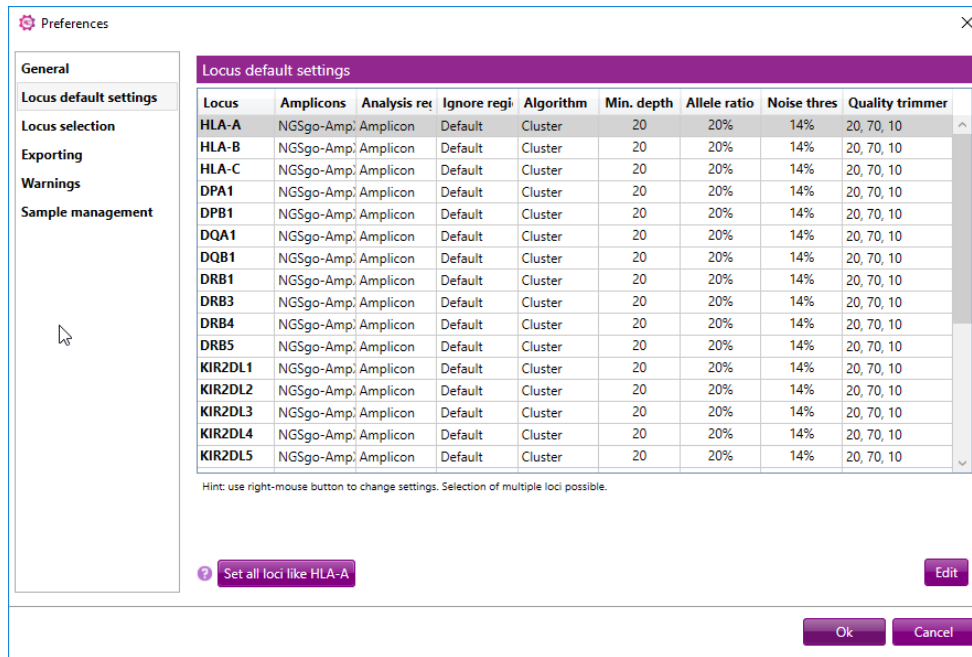 Preferences
General
Locus default settings
Locus selection
Exporting
Warnings
Sample management
Locus default settings
Locus Amplicons Analysis reg Ignore regi Algorithm Min. depth Allele ratio Noise thres Quality trimmer
HLA-A NGSgo-Amp Amplicon Default Cluster 20 20% 14% 20, 70, 10
HLA-B NGSgo-Amp Amplicon Default Cluster 20 20% 14% 20, 70, 10
HLA-C NGSgo-Amp Amplicon Default Cluster 20 20% 14% 20, 70, 10
DPA1 NGSgo-Amp Amplicon Default Cluster 20 20% 14% 20, 70, 10
DPB1 NGSgo-Amp Amplicon Default Cluster 20 20% 14% 20, 70, 10
DQA1 NGSgo-Amp Amplicon Default Cluster 20 20% 14% 20, 70, 10
DQB1 NGSgo-Amp Amplicon Default Cluster 20 20% 14% 20, 70, 10
DRB1 NGSgo-Amp Amplicon Default Cluster 20 20% 14% 20, 70, 10
DRB3 NGSgo-Amp Amplicon Default Cluster 20 20% 14% 20, 70, 10
DRB4 NGSgo-Amp Amplicon Default Cluster 20 20% 14% 20, 70, 10
DRB5 NGSgo-Amp Amplicon Default Cluster 20 20% 14% 20, 70, 10
KIR2DL1 NGSgo-Amp Amplicon Default Cluster 20 20% 14% 20, 70, 10
KIR2DL2 NGSgo-Amp Amplicon Default Cluster 20 20% 14% 20, 70, 10
KIR2DL3 NGSgo-Amp Amplicon Default Cluster 20 20% 14% 20, 70, 10
KIR2DL4 NGSgo-Amp Amplicon Default Cluster 20 20% 14% 20, 70, 10
KIR2DL5 NGSgo-Amp Amplicon Default Cluster 20 20% 14% 20, 70, 10
Hint: use right-mouse button to change settings. Selection of multiple loci possible.
? Set all loci like HLA-A
Edit
Ok Cancel